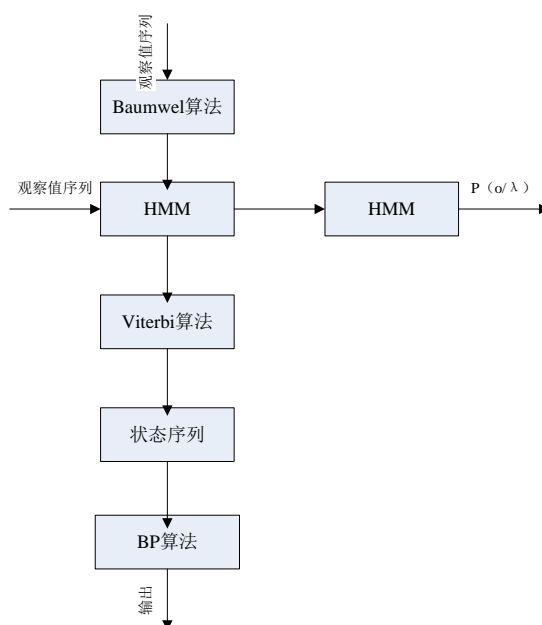 观察值序列
Baumwel算法
观察值序列
HMM
HMM
P（o/λ）
Viterbi算法
状态序列
BP算法
输出